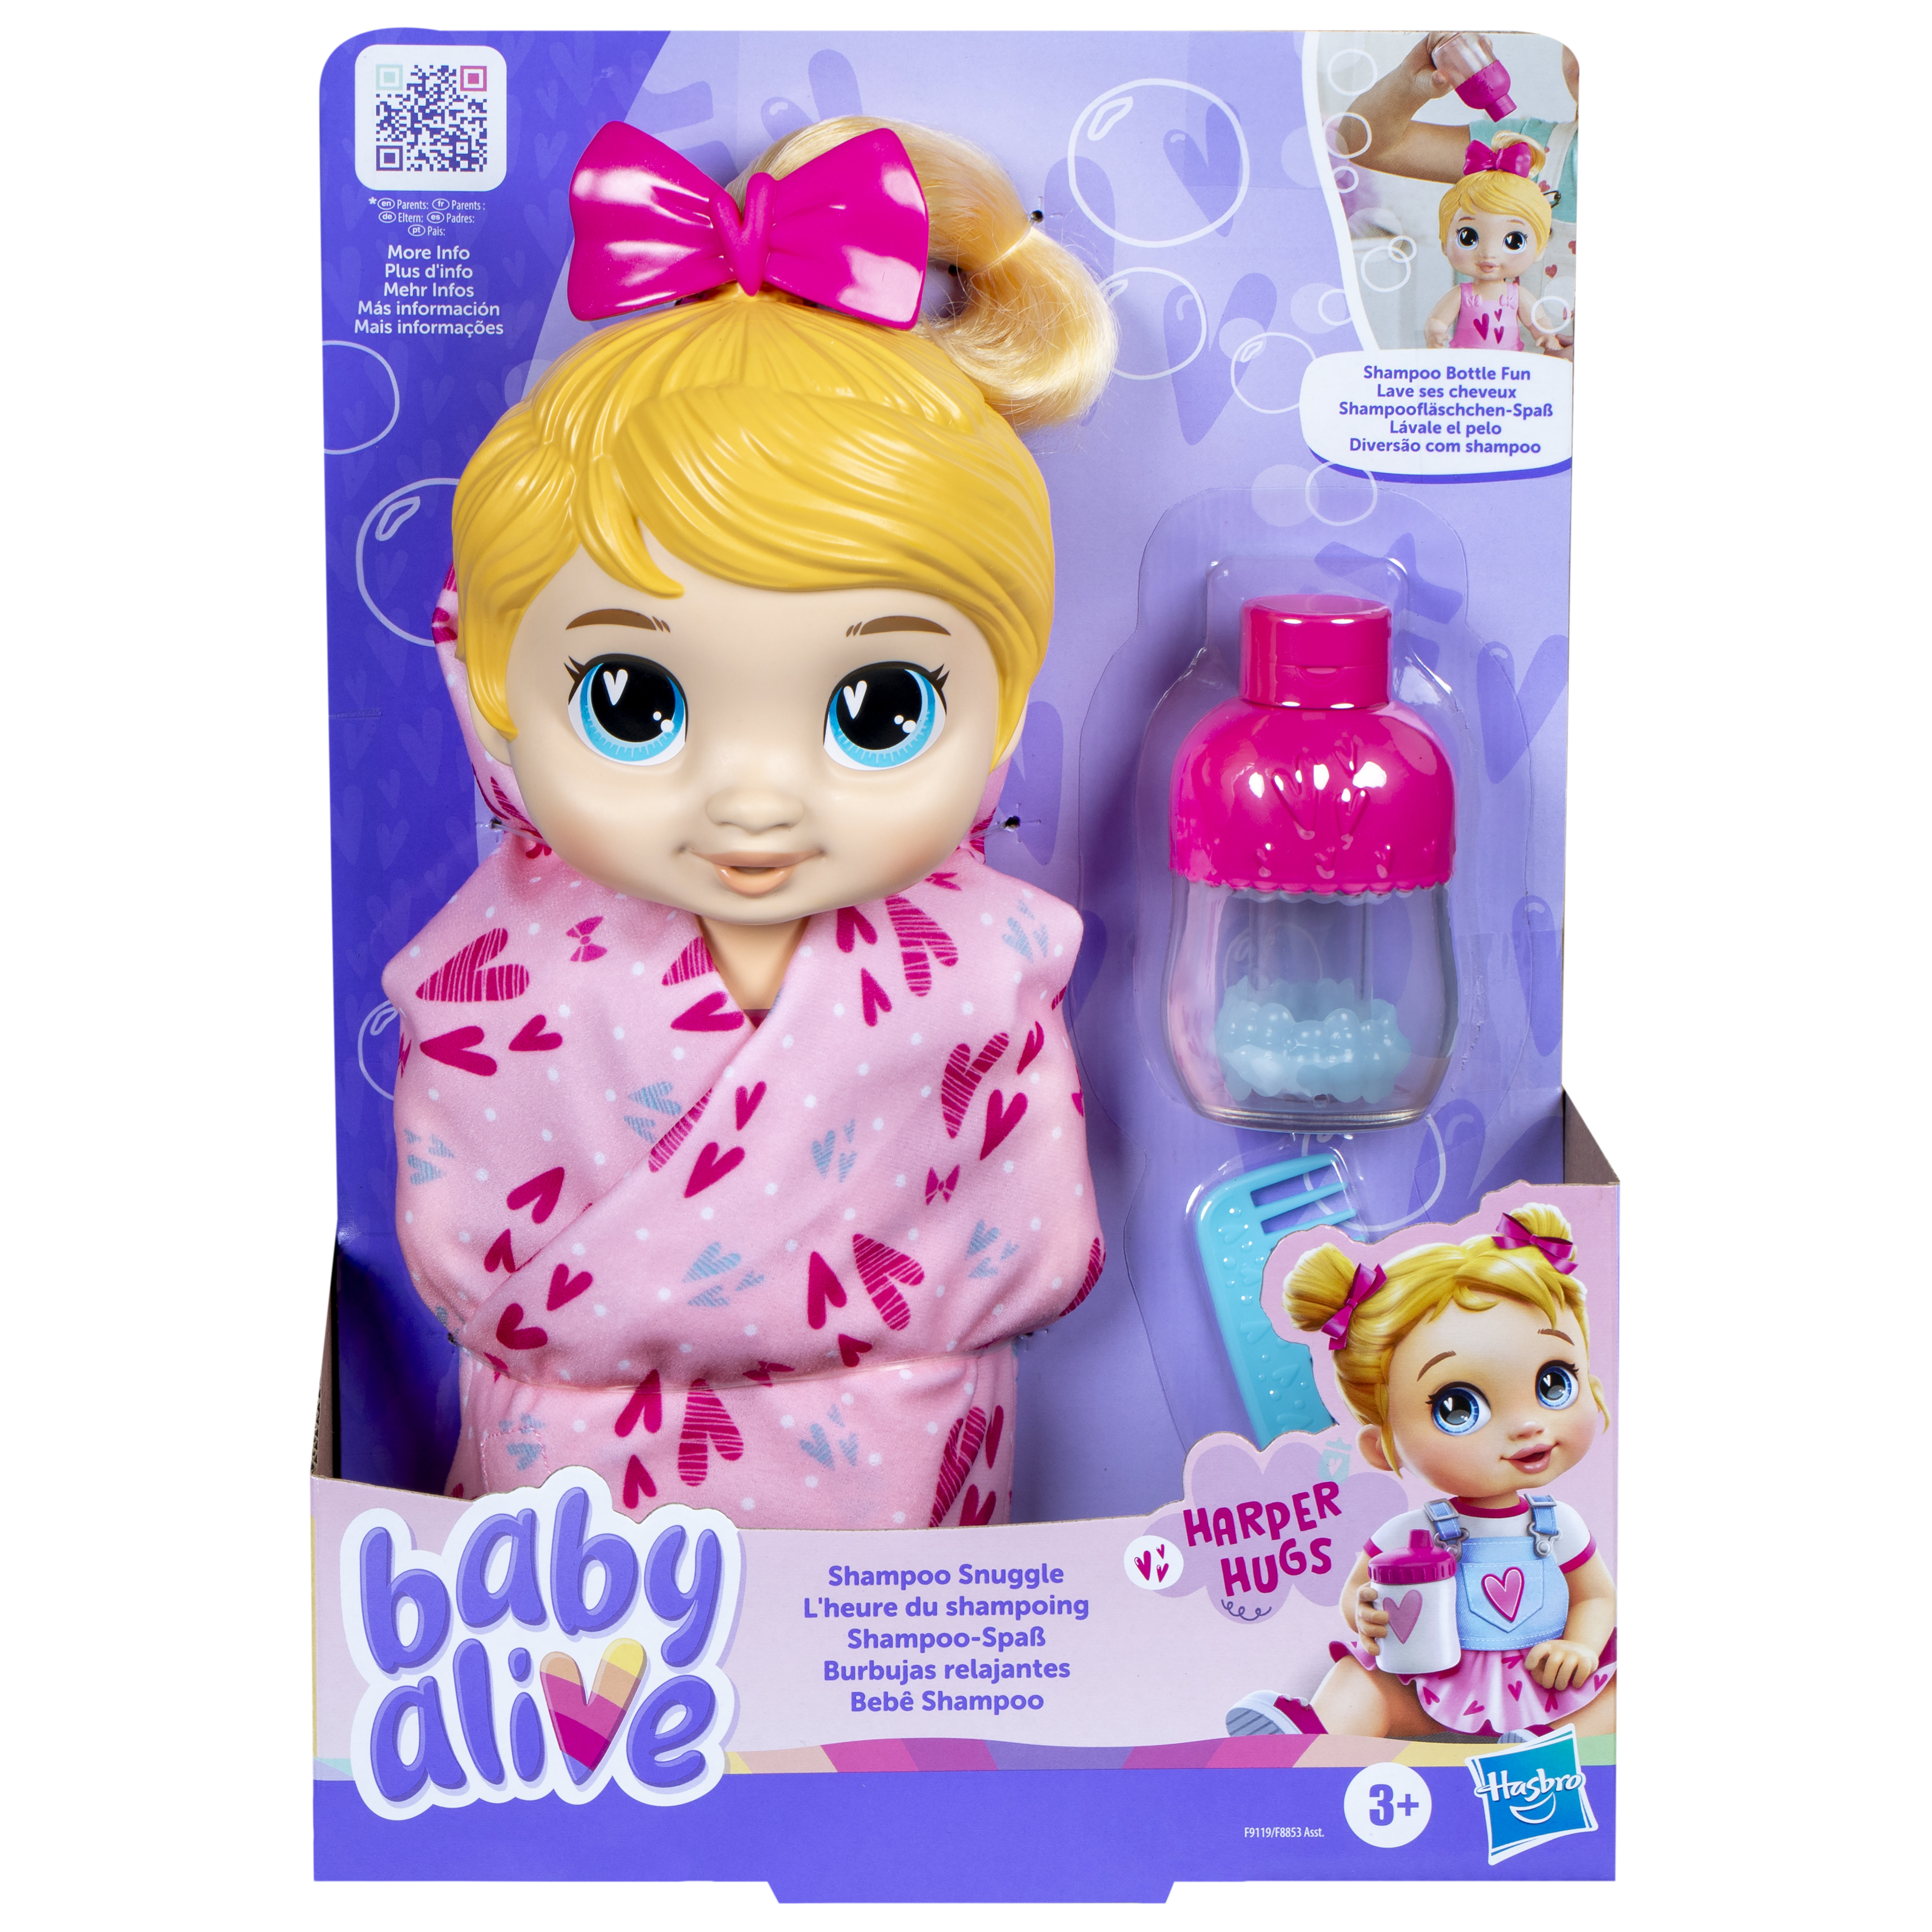 * en Parents: fr Parents :
de Eltern: es Padres:
pt Pais:
More Info
Plus d'info
Mehr Infos
Más información
Mais informações
Shampoo Bottle Fun
Lave ses cheveux
Shampoofläschchen-Spaß
Lávale el pelo
Diversão com shampoo
baby
alive
Shampoo Snuggle
L'heure du shampoing
Shampoo-Spaß
Burbujas relajantes
Bebê Shampoo
HARPER
HUGS
F9119/F8853 Asst.
3+
Hasbro